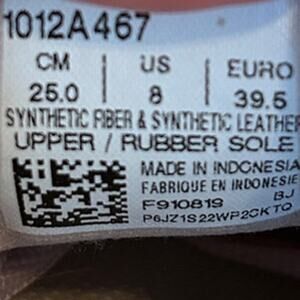 1012A467
CM | US | EURO
25.0 | 8 | 39.5
SYNTHETIC FIBER & SYNTHETIC LEATHER
UPPER / RUBBER SOLE
MADE IN INDONESIA
FABRIQUE EN INDONESIE
F910819 BJ
P6JZ1S22WP2CKTO